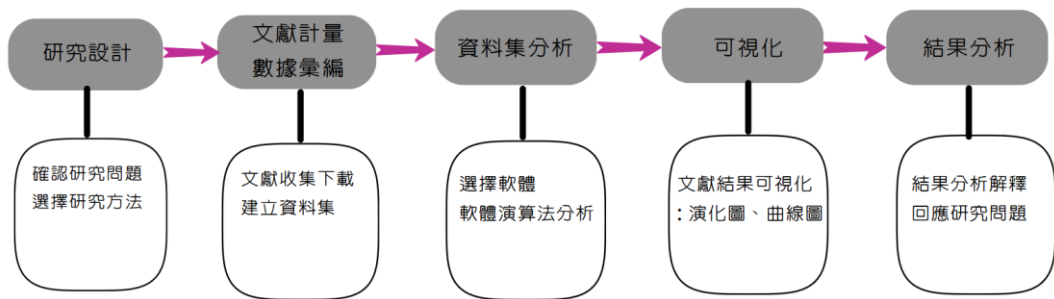 研究設計
文獻計量
數據彙編
資料集分析
可視化
結果分析
確認研究問題
選擇研究方法
文獻收集下載
建立資料集
選擇軟體
軟體演算法分析
文獻結果可視化
：演化圖、曲線圖
結果分析解釋
回應研究問題